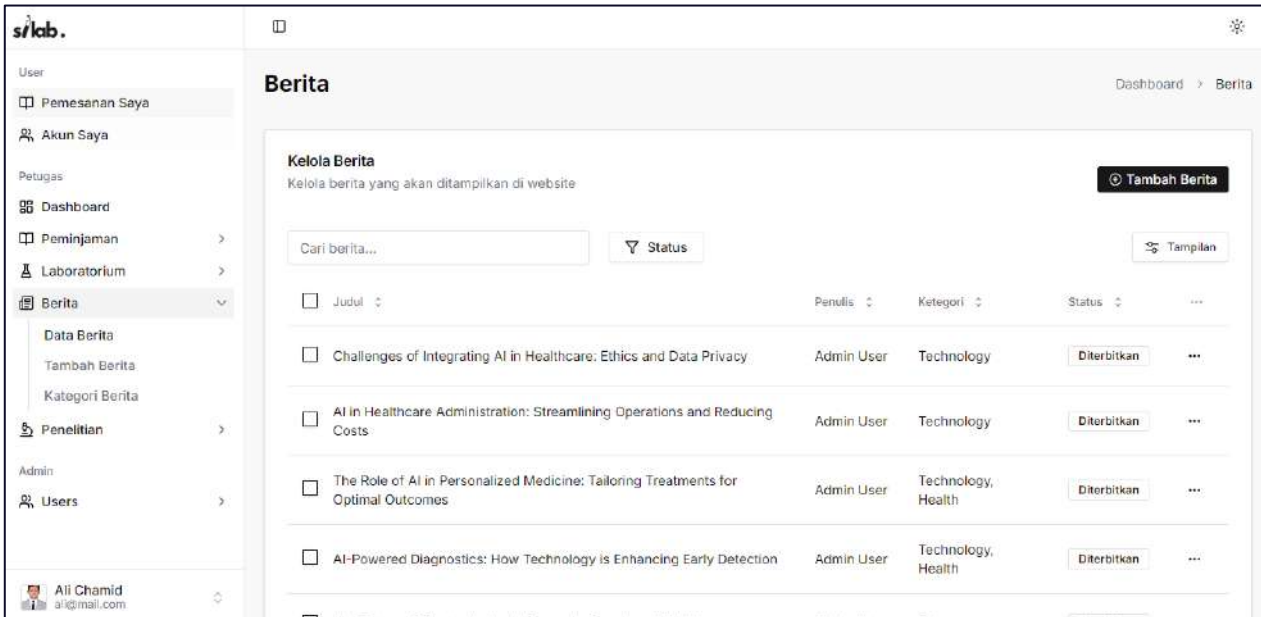 silab.
User
Pemesanan Saya
Akun Saya
Petugas
Dashboard
Peminjaman
Laboratorium
Berita
Data Berita
Tambah Berita
Kategori Berita
Penelitian
Admin
Users
Ali Chamid
ali@mail.com
Berita
Dashboard > Berita
Kelola Berita
Kelola berita yang akan ditampilkan di website
Tambah Berita
Cari berita...
Status
Tampilan
Judul Penulis Ketegori Status ...
Challenges of Integrating AI in Healthcare: Ethics and Data Privacy Admin User Technology Diterbitkan ...
AI in Healthcare Administration: Streamlining Operations and Reducing
Costs Admin User Technology Diterbitkan ...
The Role of AI in Personalized Medicine: Tailoring Treatments for
Optimal Outcomes Admin User Technology,
Health Diterbitkan ...
AI-Powered Diagnostics: How Technology is Enhancing Early Detection Admin User Technology,
Health Diterbitkan ...